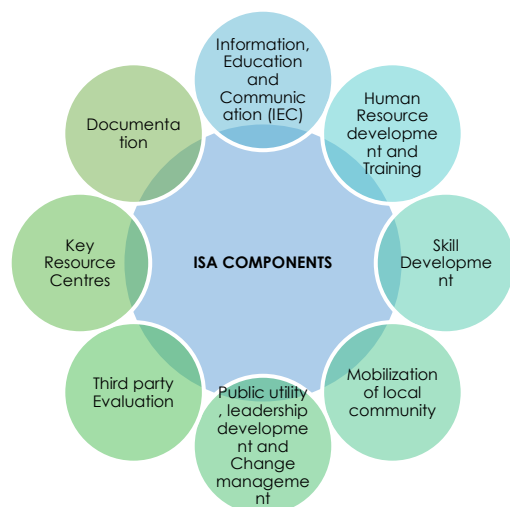 Information,
Education
and
Communic
ation (IEC)
Human
Resource
developme
nt and
Training
Skill
Developme
nt
Mobilization
of local
community
Public utility
, leadership
developme
nt and
Change
manageme
nt
Third party
Evaluation
Key
Resource
Centres
Documenta
tion
ISA COMPONENTS